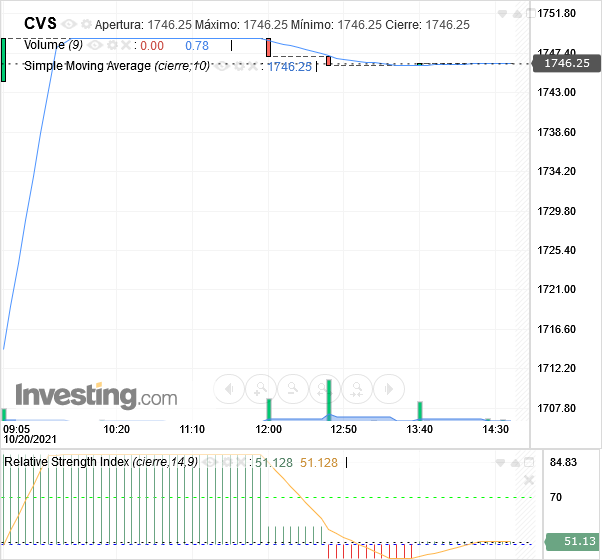 CVS Apertura: 1746.25 Máximo: 1746.25 Mínimo: 1746.25 Cierre: 1746.25
Volume (9) : 0.00 0.78
Simple Moving Average (cierre,10) : 1746.25
1751.80
1747.40
1746.25
1743.00
1738.60
1734.20
1729.80
1725.40
1721.00
1716.60
1712.20
1707.80
Investing.com
09:05 11:10 10:20 12:00 12:50 13:40 14:30
10/20/2021
Relative Strength Index (cierre,14,9) : 51.128 51.128
84.83
70
51.13